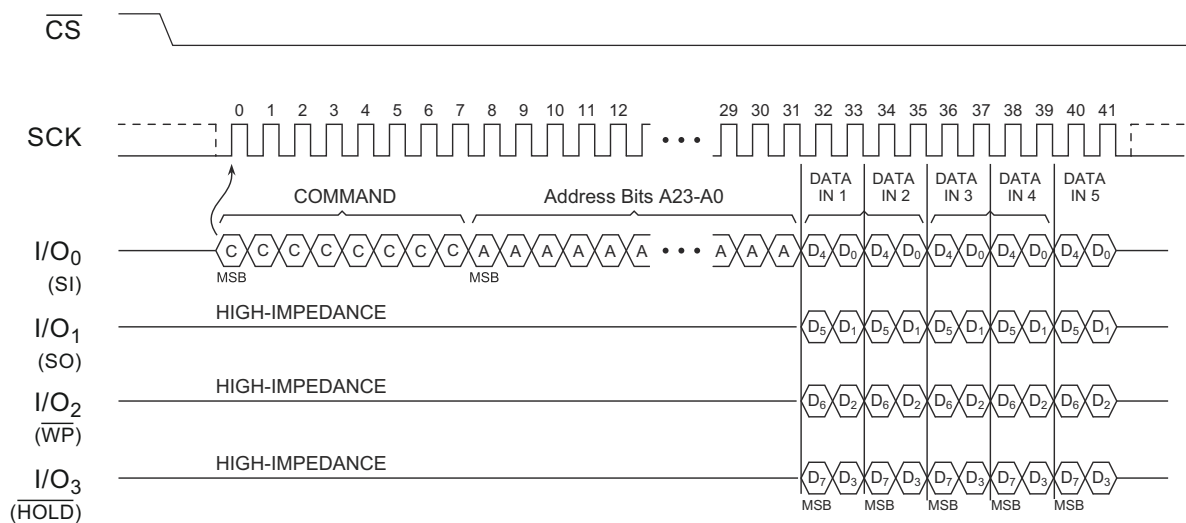 CS
0 1 2 3 4 5 6 7 8 9 10 11 12 29 30 31 32 33 34 35 36 37 38 39 40 41
SCK
DATA IN 1 DATA IN 2 DATA IN 3 DATA IN 4 DATA IN 5
COMMAND Address Bits A23-A0
I/O0 C C C C C C C C A A A A A A ••• A A A D4 D0 D4 D0 D4 D0 D4 D0 D4 D0
(SI) MSB MSB
HIGH-IMPEDANCE
I/O1 D5 D1 D5 D1 D5 D1 D5 D1 D5 D1
(SO)
HIGH-IMPEDANCE
I/O2 D6 D2 D6 D2 D6 D2 D6 D2 D6 D2
(WP)
HIGH-IMPEDANCE
I/O3 D7 D3 D7 D3 D7 D3 D7 D3 D7 D3
(HOLD) MSB MSB MSB MSB MSB